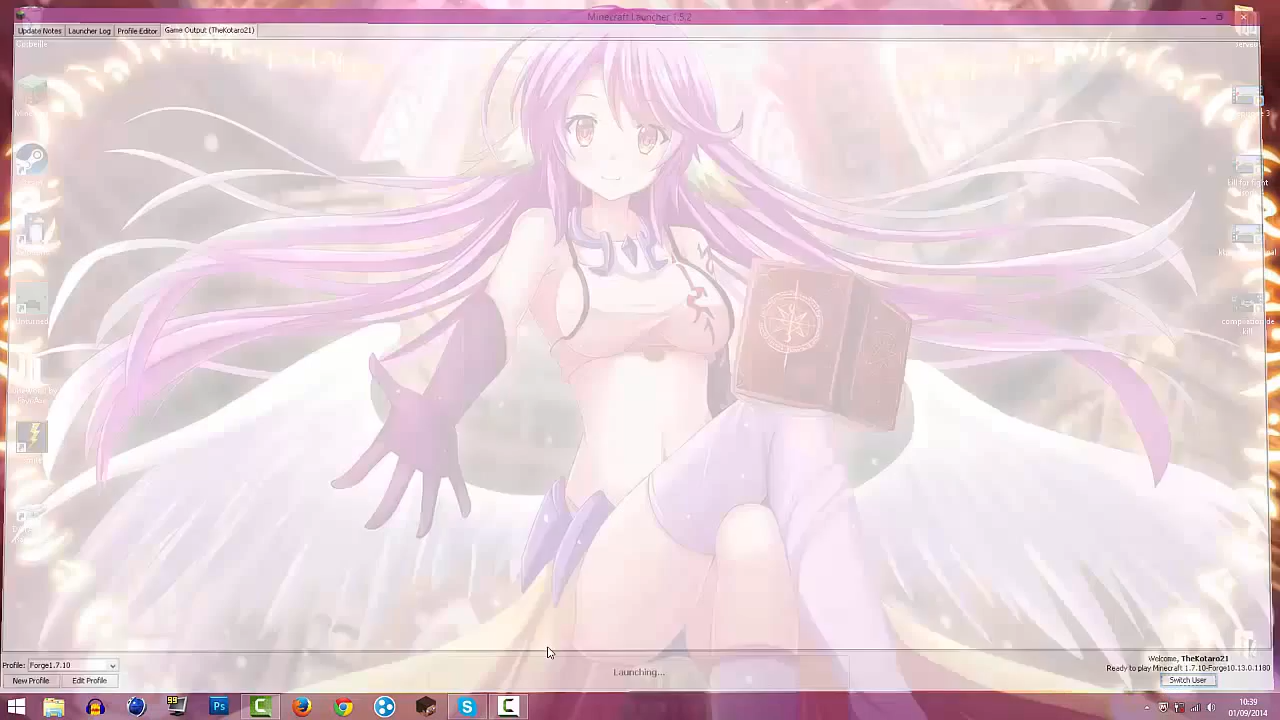 Minecraft Launcher 1.5.2
Update Notes
Launcher Log
Profile Editor
Game Output (TheKotaro21)
Unturned
Profile: Forge1.7.10
New Profile
Edit Profile
Launching...
Welcome, TheKotaro21
Ready to play Minecraft 1.7.10-Forge10.13.0.1180
Switch User
Ps
10:39
01/09/2014